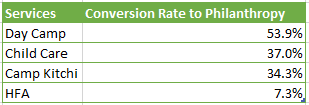 Services Conversion Rate to Philanthropy
Day Camp 53.9%
Child Care 37.0%
Camp Kitchi 34.3%
HFA 7.3%